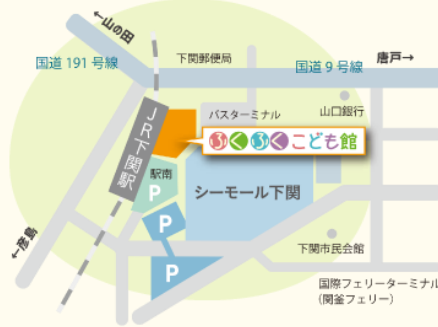 ←山の田
国道 191 号線
下関郵便局
国道 9 号線
唐戸→
JR下関駅
バスターミナル
山口銀行
ふくふくこども館
駅南
P
シーモール下関
P
P
←彦島
下関市民会館
国際フェリーターミナル
(関釜フェリー)